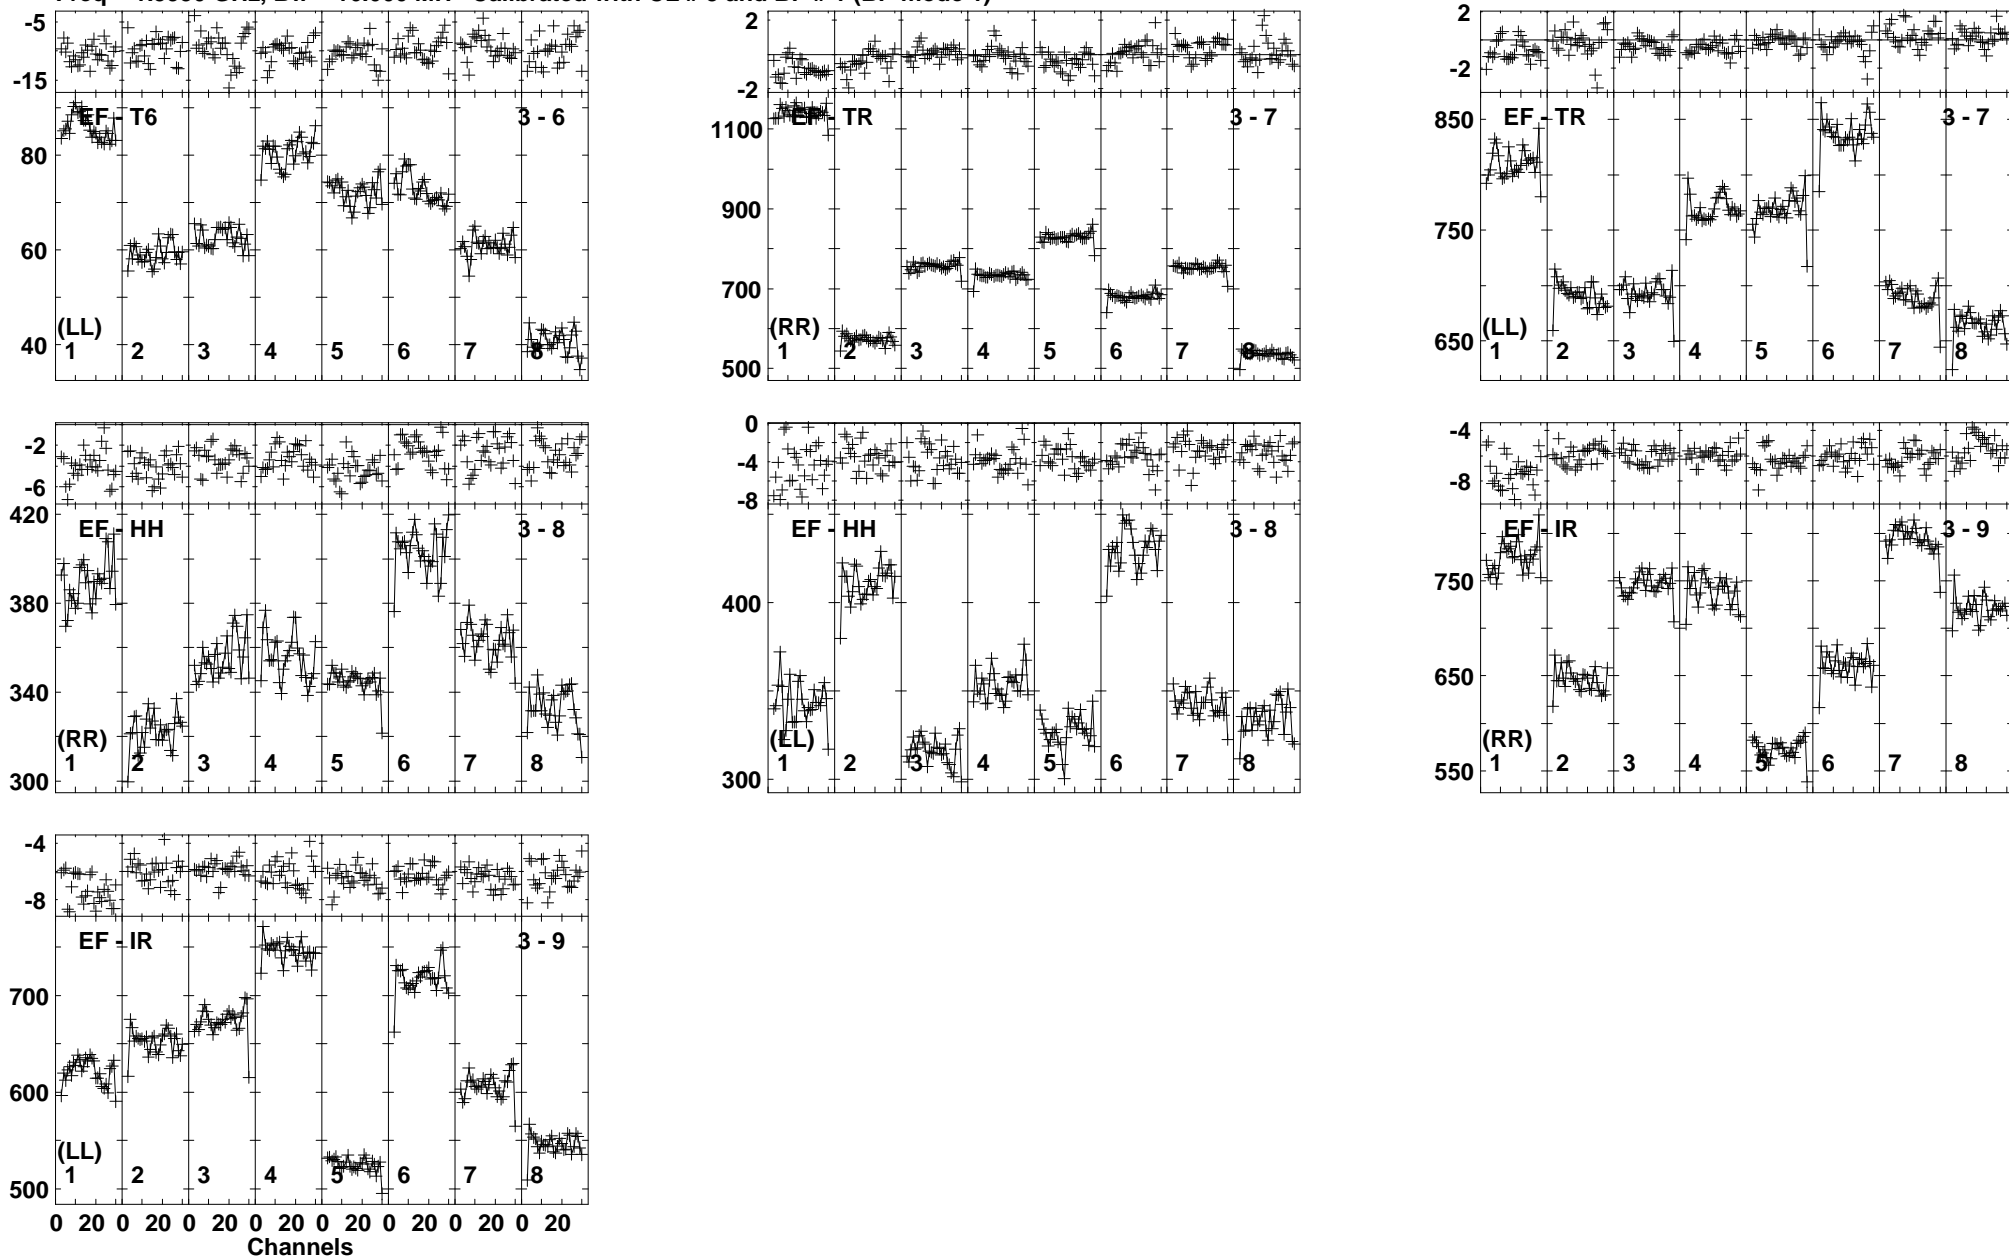 -5 -15 80 60 40 EF - T6 3 - 6 (LL) 1 2 3 4 5 6 7 8
2 -2 1100 900 700 500 EF - TR 3 - 7 (RR) 1 2 3 4 5 6 7 8
2 -2 850 750 650 EF - TR 3 - 7 (LL) 1 2 3 4 5 6 7 8
-2 -6 420 380 340 300 EF - HH 3 - 8 (RR) 1 2 3 4 5 6 7 8
0 -4 -8 400 300 EF - HH 3 - 8 (LL) 1 2 3 4 5 6 7 8
-4 -8 750 650 550 EF - IR 3 - 9 (RR) 1 2 3 4 5 6 7 8
-4 -8 700 600 500 EF - IR 3 - 9 (LL) 1 2 3 4 5 6 7 8
0 20 0 20 0 20 0 20 0 20 0 20 0 20 0 20
Channels